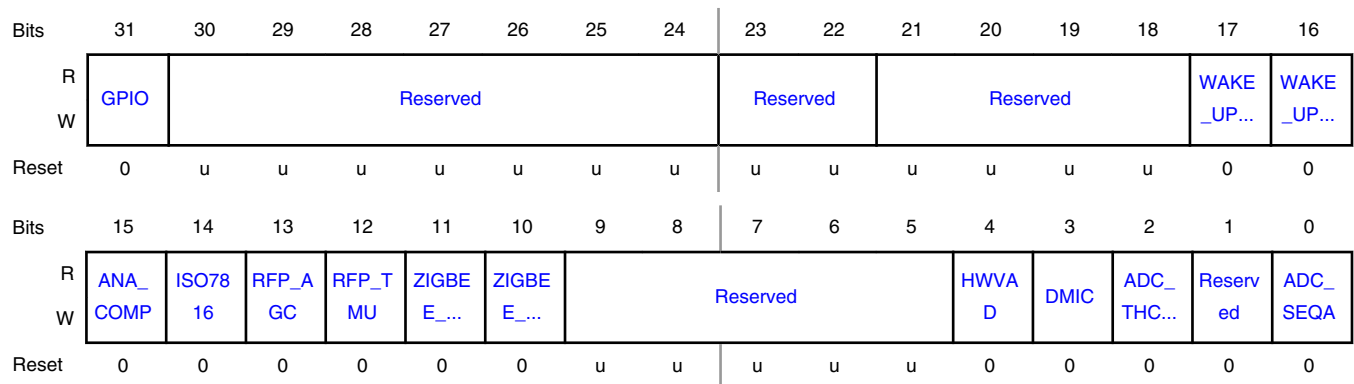 Bits 31 30 29 28 27 26 25 24 23 22 21 20 19 18 17 16
R
W
GPIO Reserved Reserved Reserved WAKE _UP... WAKE _UP...
Reset 0 u u u u u u u u u u u u u 0 0
Bits 15 14 13 12 11 10 9 8 7 6 5 4 3 2 1 0
R ANA_ ISO78 RFP_A RFP_T ZIGBE ZIGBE Reserved HWVA DMIC ADC_ Reserv ADC_
W COMP 16 GC MU E_... E_... D THC... ed SEQA
Reset 0 0 0 0 0 0 u u u u u 0 0 0 0 0